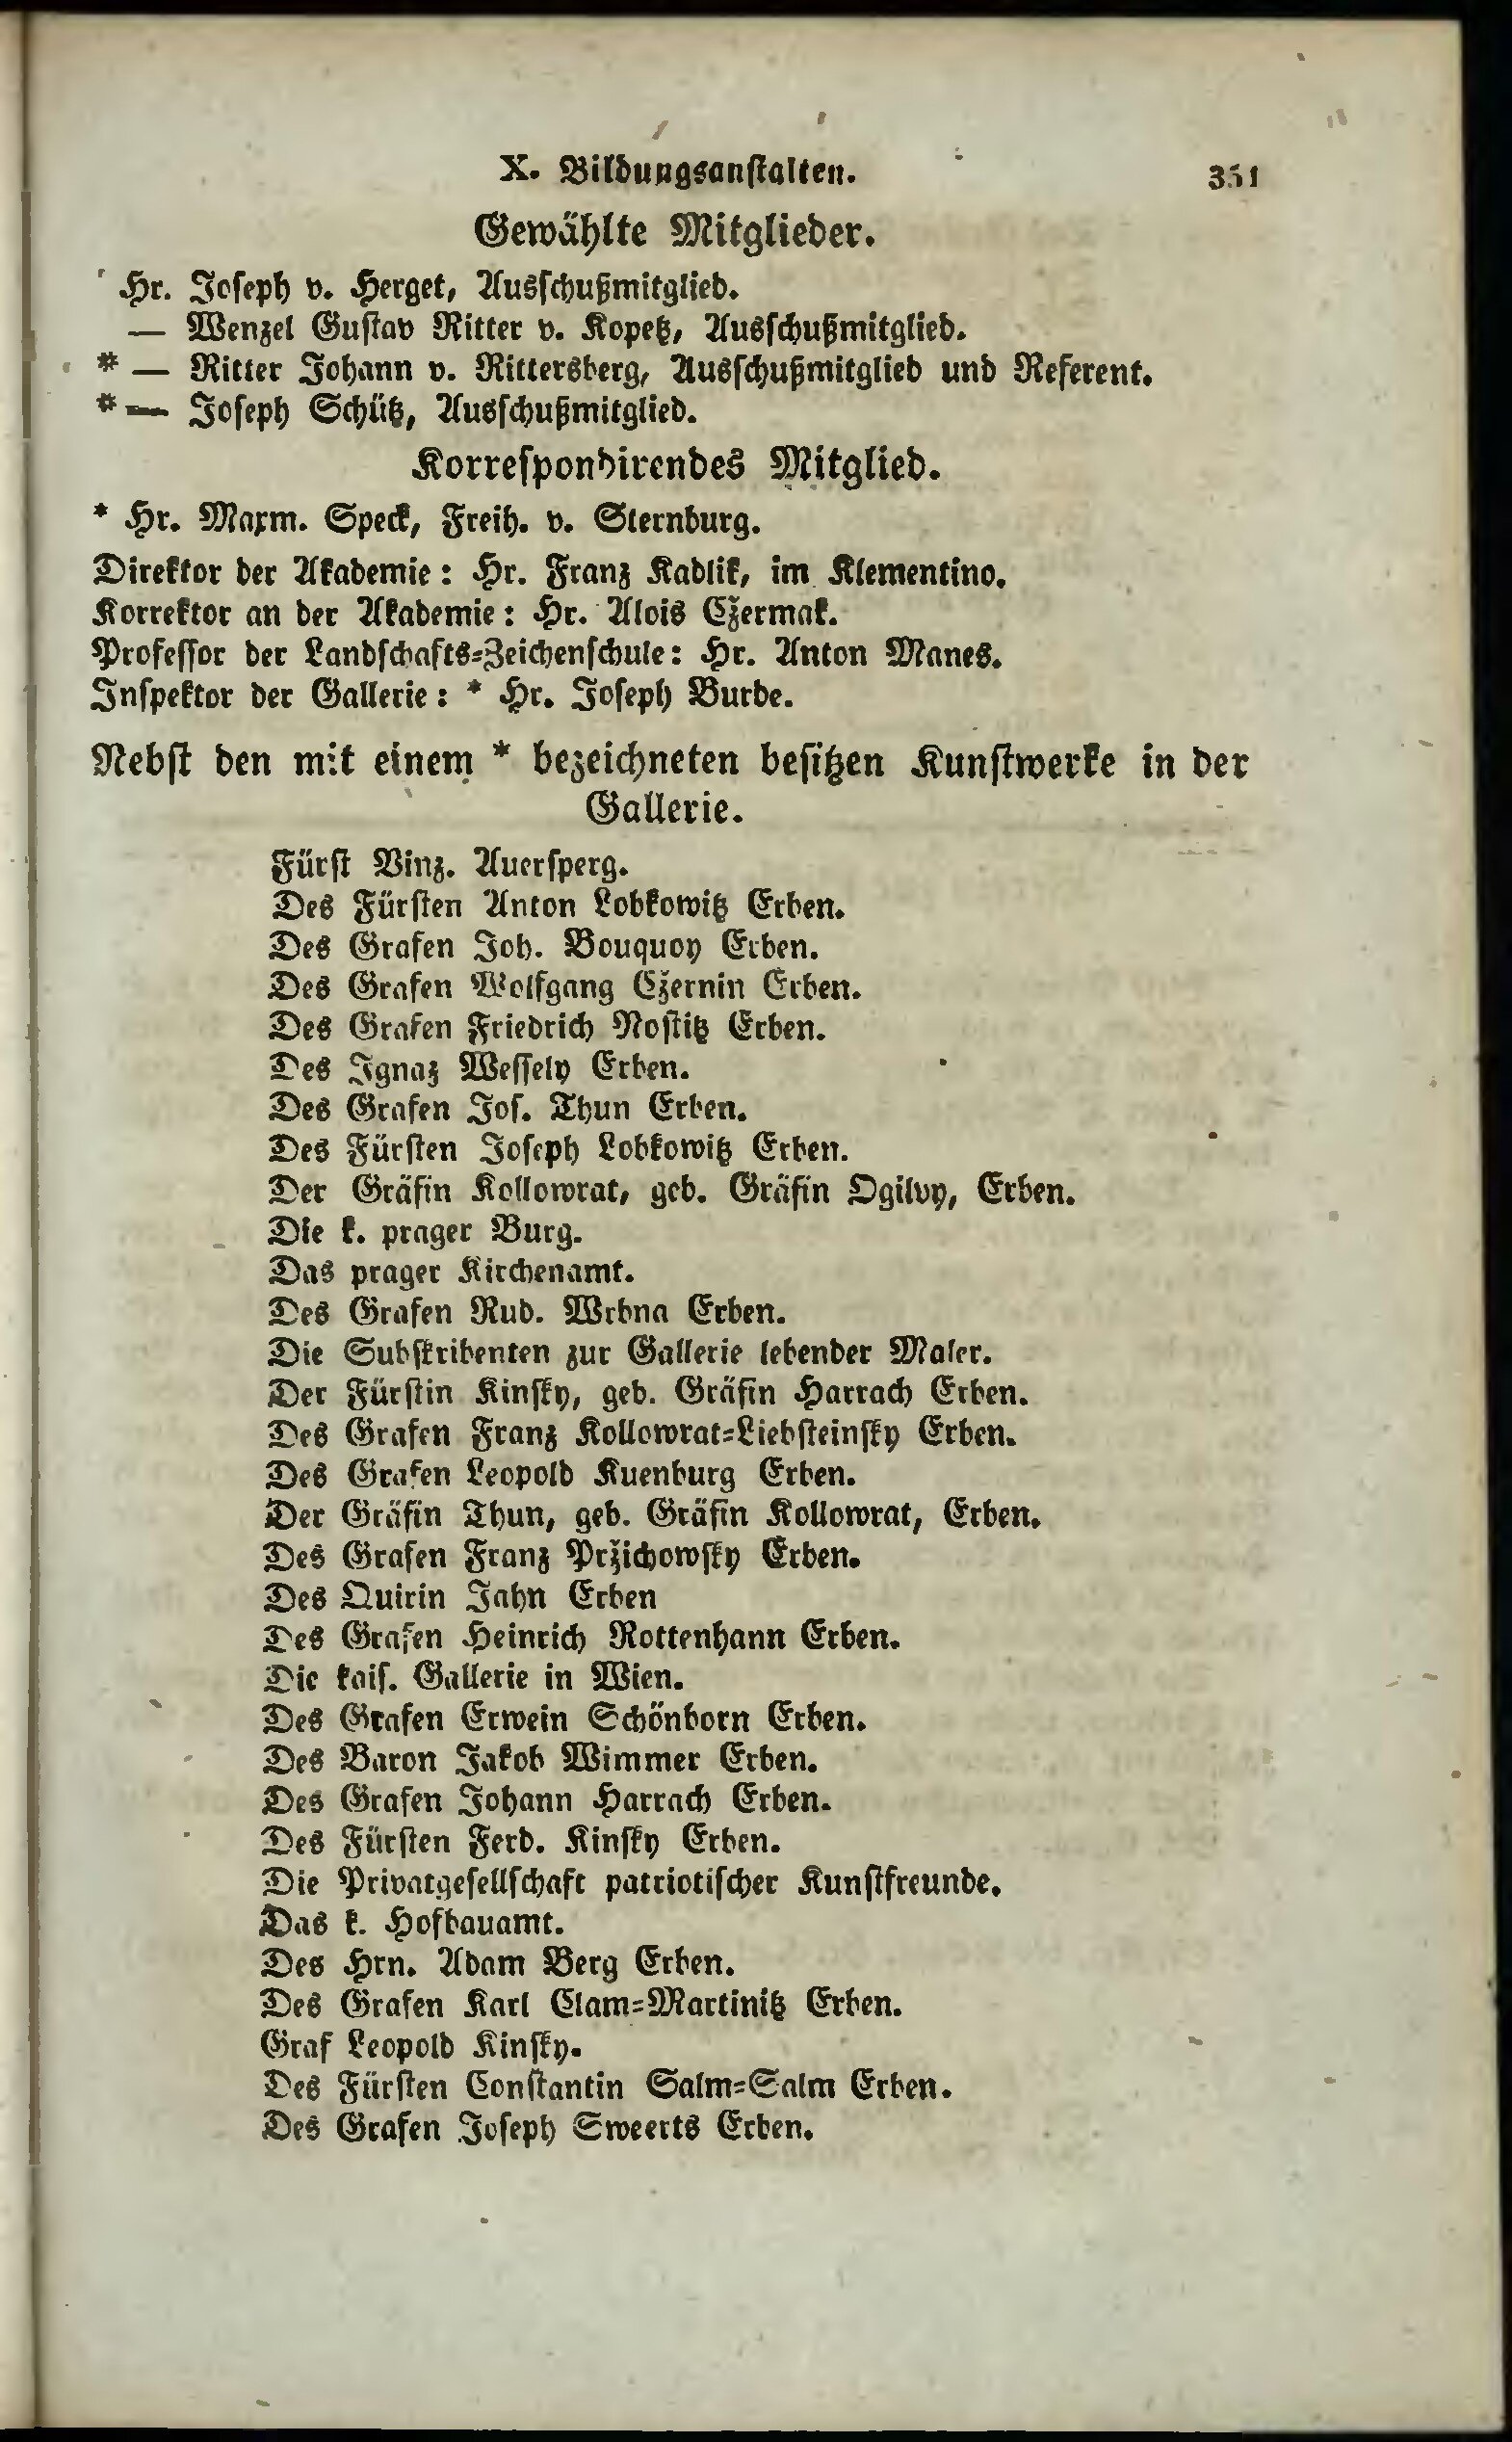 X. Bildungsanstalten. 351
Gewählte Mitglieder.
Hr. Joseph v. Herget, Ausschußmitglied.
— Wenzel Gustav Ritter v. Kopetz, Ausschußmitglied.
* — Ritter Johann v. Rittersberg, Ausschußmitglied und Referent.
* — Joseph Schütz, Ausschußmitglied.
Korrespondirendes Mitglied.
* Hr. Maxm. Speck, Freih. v. Sternburg.
Direktor der Akademie: Hr. Franz Kadlik, im Klementino.
Korrektor an der Akademie: Hr. Alois Cžermak.
Professor der Landschafts-Zeichenschule: Hr. Anton Manes.
Inspektor der Gallerie: * Hr. Joseph Burde.
Nebst den mit einem * bezeichneten besitzen Kunstwerke in der
Gallerie.
Fürst Vinz. Auersperg.
Des Fürsten Anton Lobkowitz Erben.
Des Grafen Joh. Bouquoy Erben.
Des Grafen Wolfgang Cžernin Erben.
Des Grafen Friedrich Nostitz Erben.
Des Ignaz Wessely Erben.
Des Grafen Jos. Thun Erben.
Des Fürsten Joseph Lobkowitz Erben.
Der Gräfin Kollowrat, geb. Gräfin Ogilvy, Erben.
Die k. prager Burg.
Das prager Kirchenamt.
Des Grafen Rud. Wrbna Erben.
Die Subskribenten zur Gallerie lebender Maler.
Der Fürstin Kinsky, geb. Gräfin Harrach Erben.
Des Grafen Franz Kollowrat-Liebsteinsky Erben.
Des Grafen Leopold Kuenburg Erben.
Der Gräfin Thun, geb. Gräfin Kollowrat, Erben.
Des Grafen Franz Pržichowsky Erben.
Des Quirin Jahn Erben
Des Grafen Heinrich Rottenhann Erben.
Die kais. Gallerie in Wien.
Des Grafen Erwein Schönborn Erben.
Des Baron Jakob Wimmer Erben.
Des Grafen Johann Harrach Erben.
Des Fürsten Ferd. Kinsky Erben.
Die Privatgesellschaft patriotischer Kunstfreunde.
Das k. Hofbauamt.
Des Hrn. Adam Berg Erben.
Des Grafen Karl Clam-Martinitz Erben.
Graf Leopold Kinsky.
Des Fürsten Constantin Salm-Salm Erben.
Des Grafen Joseph Sweerts Erben.